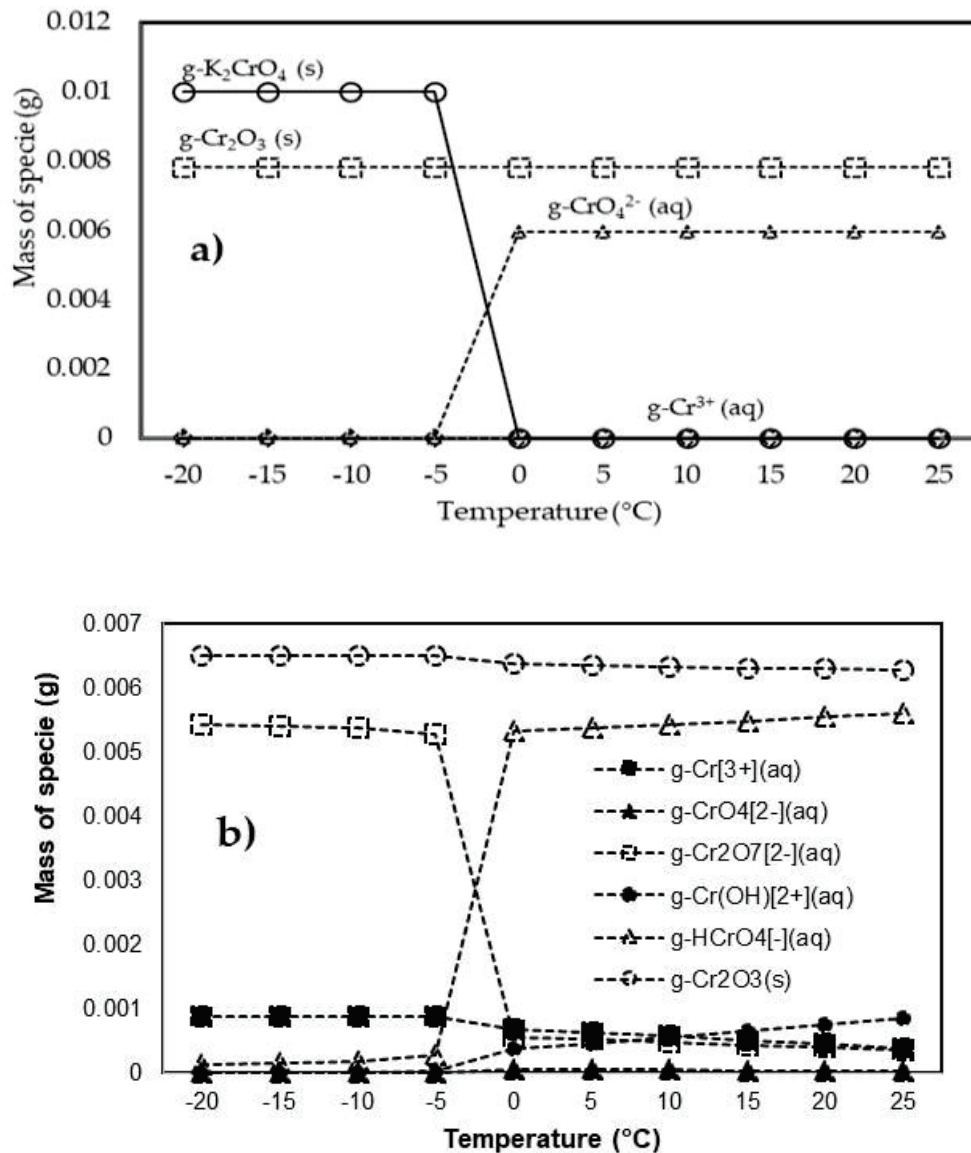 0.012
g-K₂CrO₄ (s)
0.01
g-Cr₂O₃ (s)
0.008
g-CrO₄²⁻ (aq)
0.006
a)
0.004
0.002
g-Cr³⁺ (aq)
0
Mass of specie (g)
-20 -15 -10 -5 0 5 10 15 20 25
Temperature (°C)
0.007
0.006
0.005
0.004
0.003
0.002
0.001
0
Mass of specie (g)
b)
g-Cr[3+](aq)
g-CrO4[2-](aq)
g-Cr2O7[2-](aq)
g-Cr(OH)[2+](aq)
g-HCrO4[-](aq)
g-Cr2O3(s)
-20 -15 -10 -5 0 5 10 15 20 25
Temperature (°C)